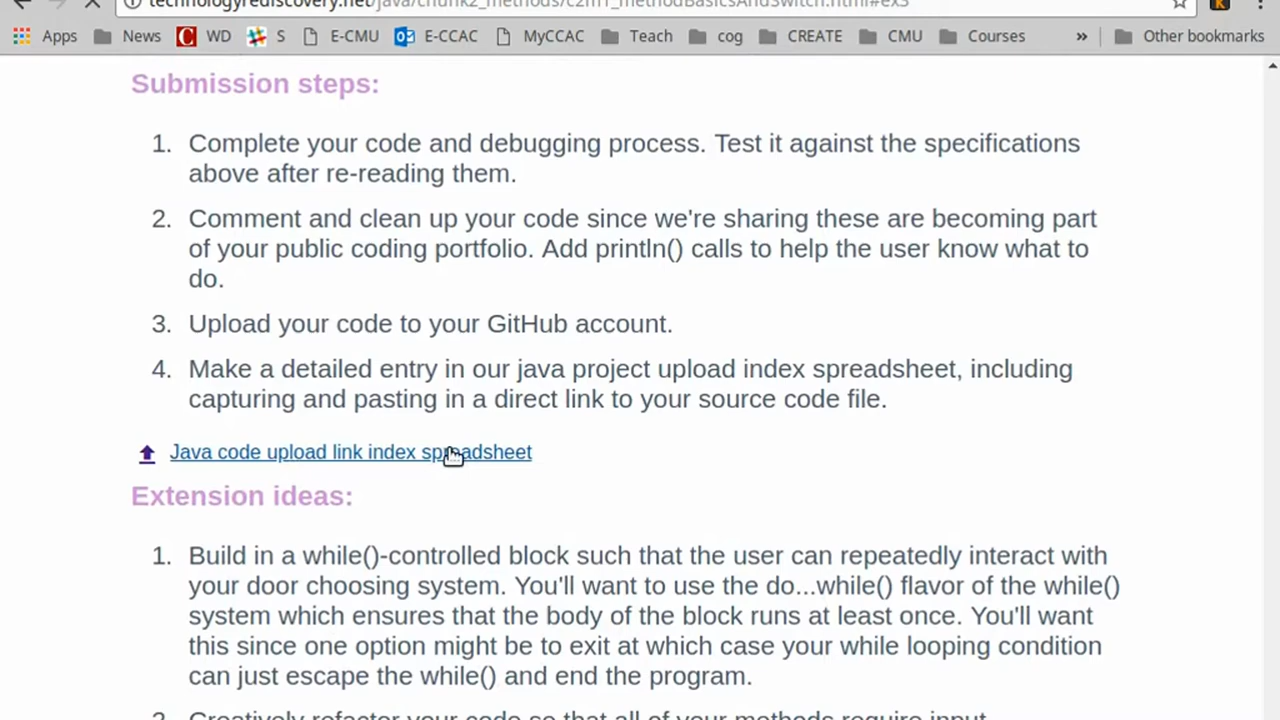 technologyrediscovery.net/java/chunk2_methods/c2m1_methodBasicsAndSwitch.html#ex3
Apps News WD S E-CMU E-CCAC MyCCAC Teach cog CREATE CMU Courses » Other bookmarks
Submission steps:
1. Complete your code and debugging process. Test it against the specifications
above after re-reading them.
2. Comment and clean up your code since we're sharing these are becoming part
of your public coding portfolio. Add println() calls to help the user know what to
do.
3. Upload your code to your GitHub account.
4. Make a detailed entry in our java project upload index spreadsheet, including
capturing and pasting in a direct link to your source code file.
Java code upload link index spreadsheet
Extension ideas:
1. Build in a while()-controlled block such that the user can repeatedly interact with
your door choosing system. You'll want to use the do...while() flavor of the while()
system which ensures that the body of the block runs at least once. You'll want
this since one option might be to exit at which case your while looping condition
can just escape the while() and end the program.
2. Creatively refactor your code so that all of your methods require input